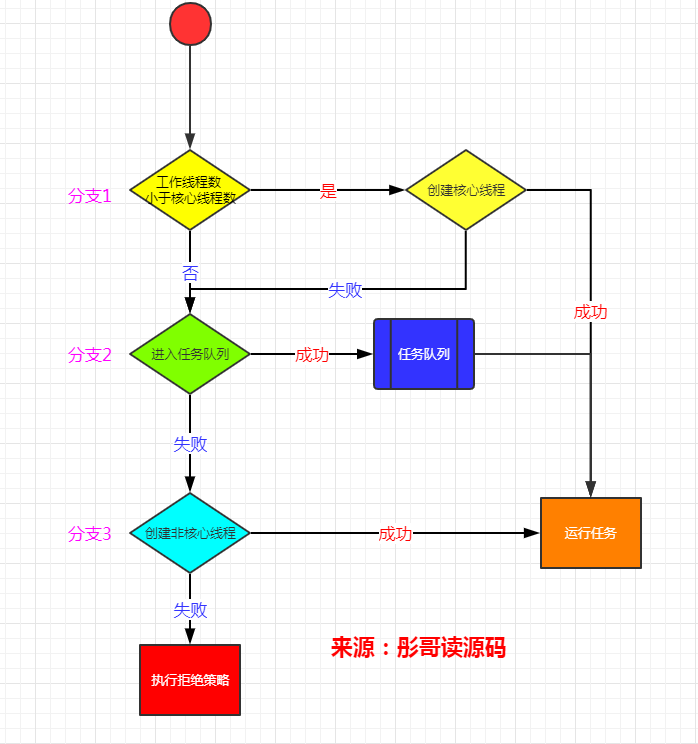 分支1
工作线程数
小于核心线程数
是
创建核心线程
否
失败
成功
分支2
进入任务队列
成功
任务队列
失败
分支3
创建非核心线程
成功
运行任务
失败
来源：彤哥读源码
执行拒绝策略